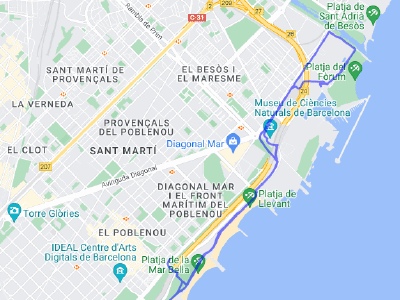 Platja de
Sant Adrià
de Besòs
Rambla de Prim
C 31
20
EL BESÒS I
EL MARESME
SANT MARTÍ DE
PROVENÇALS
Platja del
Fòrum
LA VERNEDA
21
Museu de Ciències
Naturals de Barcelona
PROVENÇALS
DEL POBLENOU
EL CLOT
SANT MARTÍ
Diagonal Mar
207
Avinguda Diagonal
DIAGONAL MAR
I EL FRONT
MARÍTIM DEL
POBLENOU
Platja de
Llevant
Torre Glòries
EL POBLENOU
IDEAL Centre d'Arts
Digitals de Barcelona
Platja de la
Mar Bella